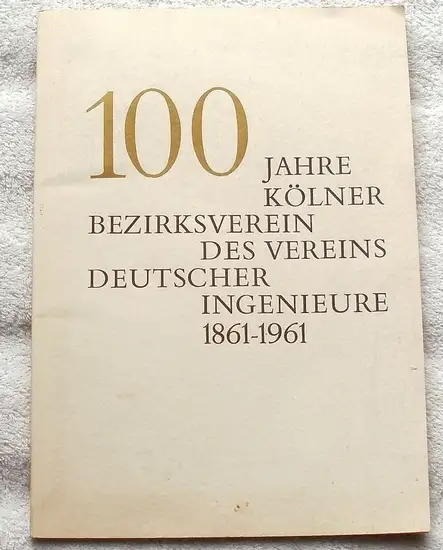 100
JAHRE
KÖLNER
BEZIRKSVEREIN
DES VEREINS
DEUTSCHER
INGENIEURE
1861-1961